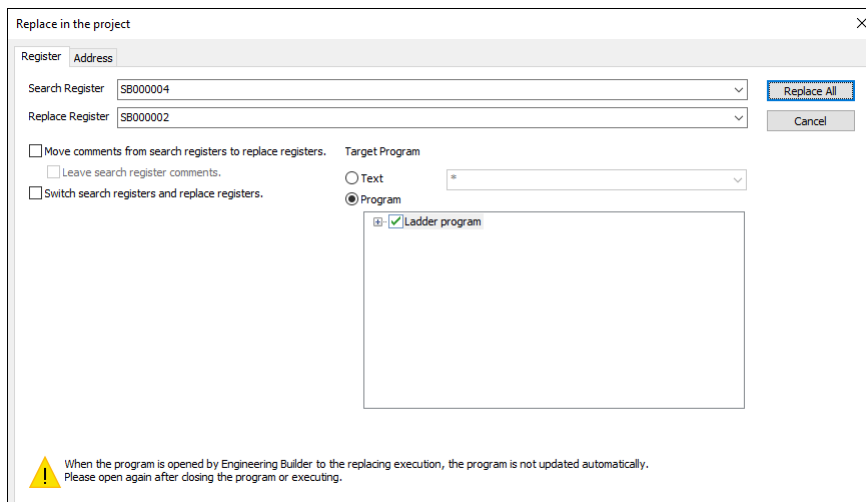 Replace in the project
Register Address
Search Register SB000004
Replace All
Replace Register SB000002
Cancel
Move comments from search registers to replace registers.
Target Program
Leave search register comments.
Text *
Switch search registers and replace registers.
Program
Ladder program
When the program is opened by Engineering Builder to the replacing execution, the program is not updated automatically.
Please open again after closing the program or executing.